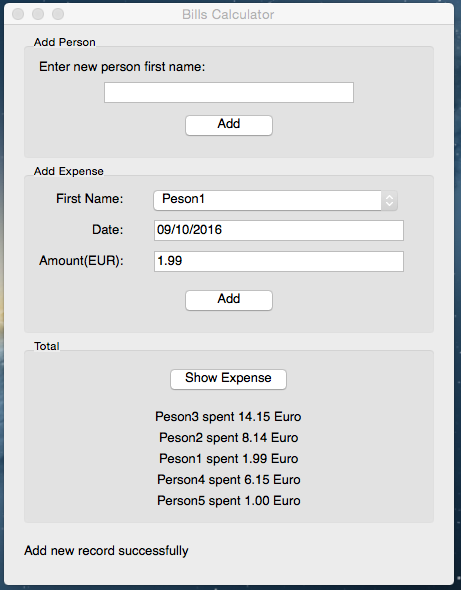 Bills Calculator
Add Person
Enter new person first name:
Add
Add Expense
First Name: Peson1
Date: 09/10/2016
Amount(EUR): 1.99
Add
Total
Show Expense
Peson3 spent 14.15 Euro
Peson2 spent 8.14 Euro
Peson1 spent 1.99 Euro
Person4 spent 6.15 Euro
Person5 spent 1.00 Euro
Add new record successfully